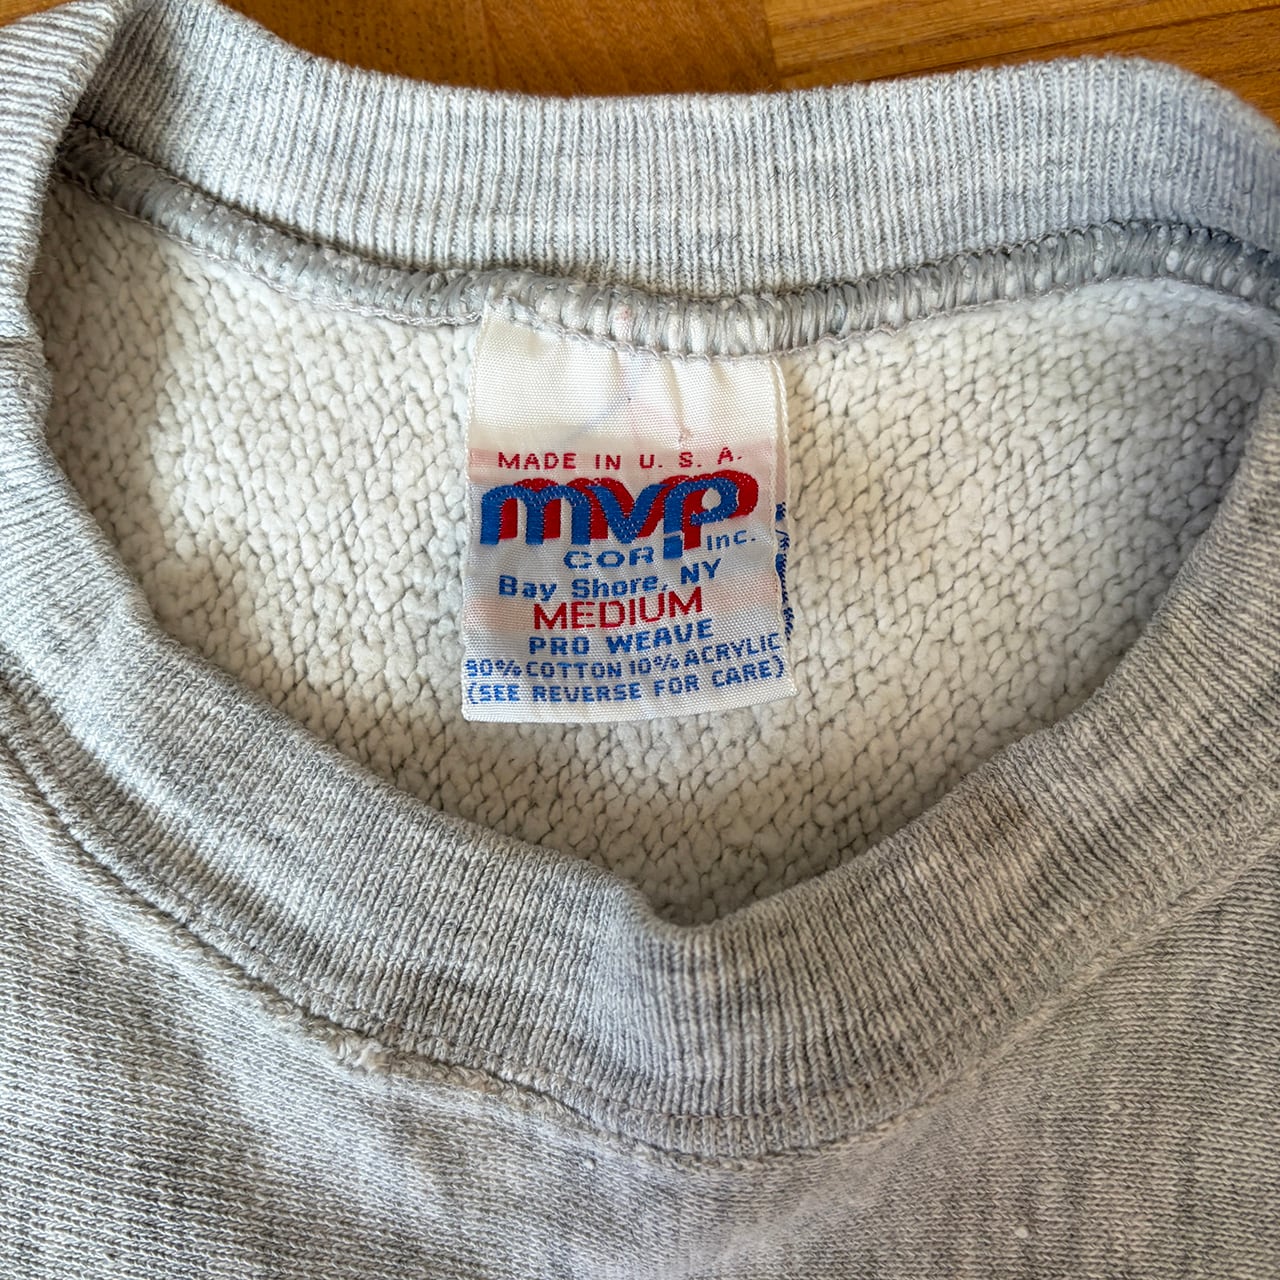 MADE IN U. S. A.
mvp
CORP Inc.
Bay Shore, NY
MEDIUM
PRO WEAVE
90% COTTON 10% ACRYLIC
(SEE REVERSE FOR CARE)